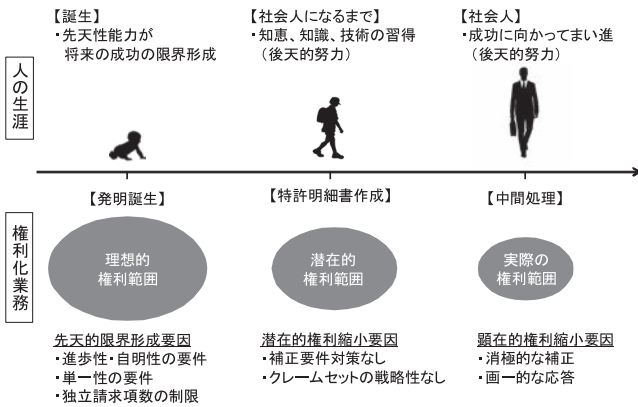 【誕生】
・先天性能力が
将来の成功の限界形成
【社会人になるまで】
・知恵、知識、技術の習得
（後天的努力）
【社会人】
・成功に向かってまい進
（後天的努力）
人の生涯
【発明誕生】
【特許明細書作成】
【中間処理】
権利化業務
理想的
権利範囲
潜在的
権利範囲
実際の
権利範囲
先天的限界形成要因
・進歩性・自明性の要件
・単一性の要件
・独立請求項数の制限
潜在的権利縮小要因
・補正要件対策なし
・クレームセットの戦略性なし
顕在的権利縮小要因
・消極的な補正
・画一的な応答